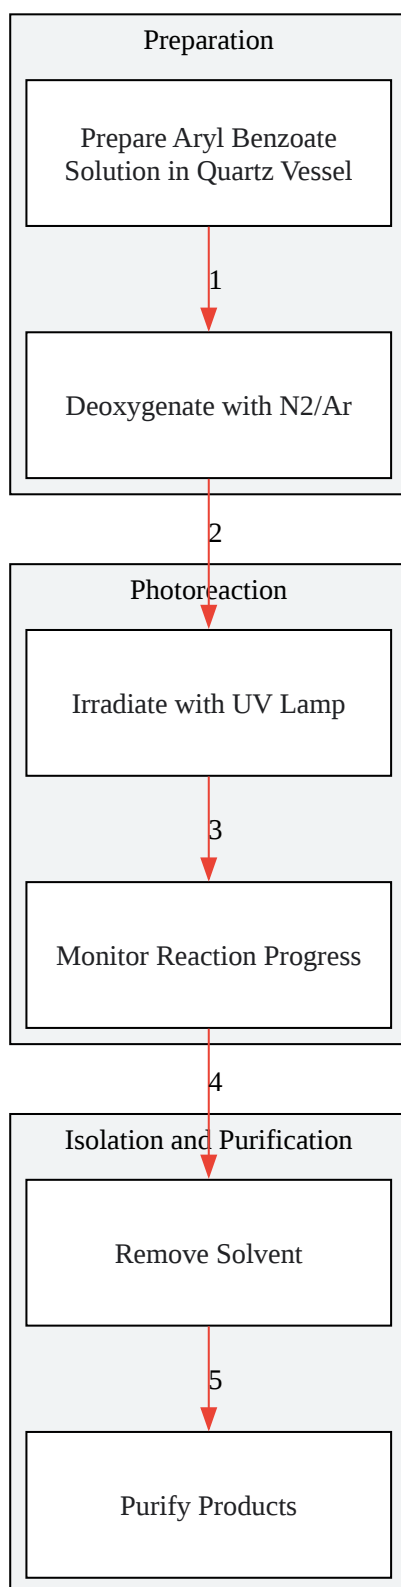 Preparation
Prepare Aryl Benzoate
Solution in Quartz Vessel
1
Deoxygenate with N2/Ar
2
Photoreaction
Irradiate with UV Lamp
3
Monitor Reaction Progress
4
Isolation and Purification
Remove Solvent
5
Purify Products